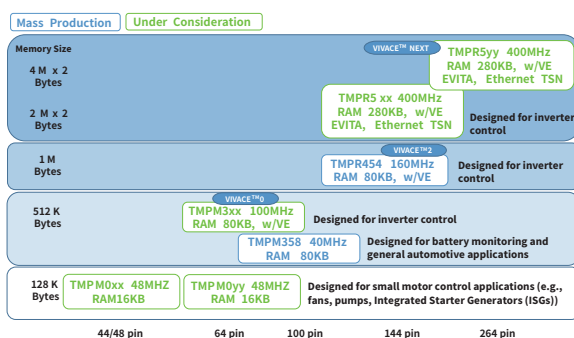 Mass Production
Under Consideration
Memory Size
VIVACE™ NEXT
TMPR5yy 400MHz
RAM 280KB, w/VE
EVITA, Ethernet TSN
4 M x 2
Bytes
TMPR5 xx 400MHz
RAM 280KB, w/VE
EVITA, Ethernet TSN
2 M x 2
Bytes
Designed for inverter
control
VIVACE™2
1 M
Bytes
TMPR454 160MHz
RAM 80KB, w/VE
Designed for inverter
control
VIVACE™0
512 K
Bytes
TMPM3xx 100MHz
RAM 80KB, w/VE
Designed for inverter control
TMPM358 40MHz
RAM 80KB
Designed for battery monitoring and
general automotive applications
128 K
Bytes
TMPM0xx 48MHZ
RAM16KB
TMPM0yy 48MHZ
RAM 16KB
Designed for small motor control applications (e.g.,
fans, pumps, Integrated Starter Generators (ISGs))
44/48 pin
64 pin
100 pin
144 pin
264 pin